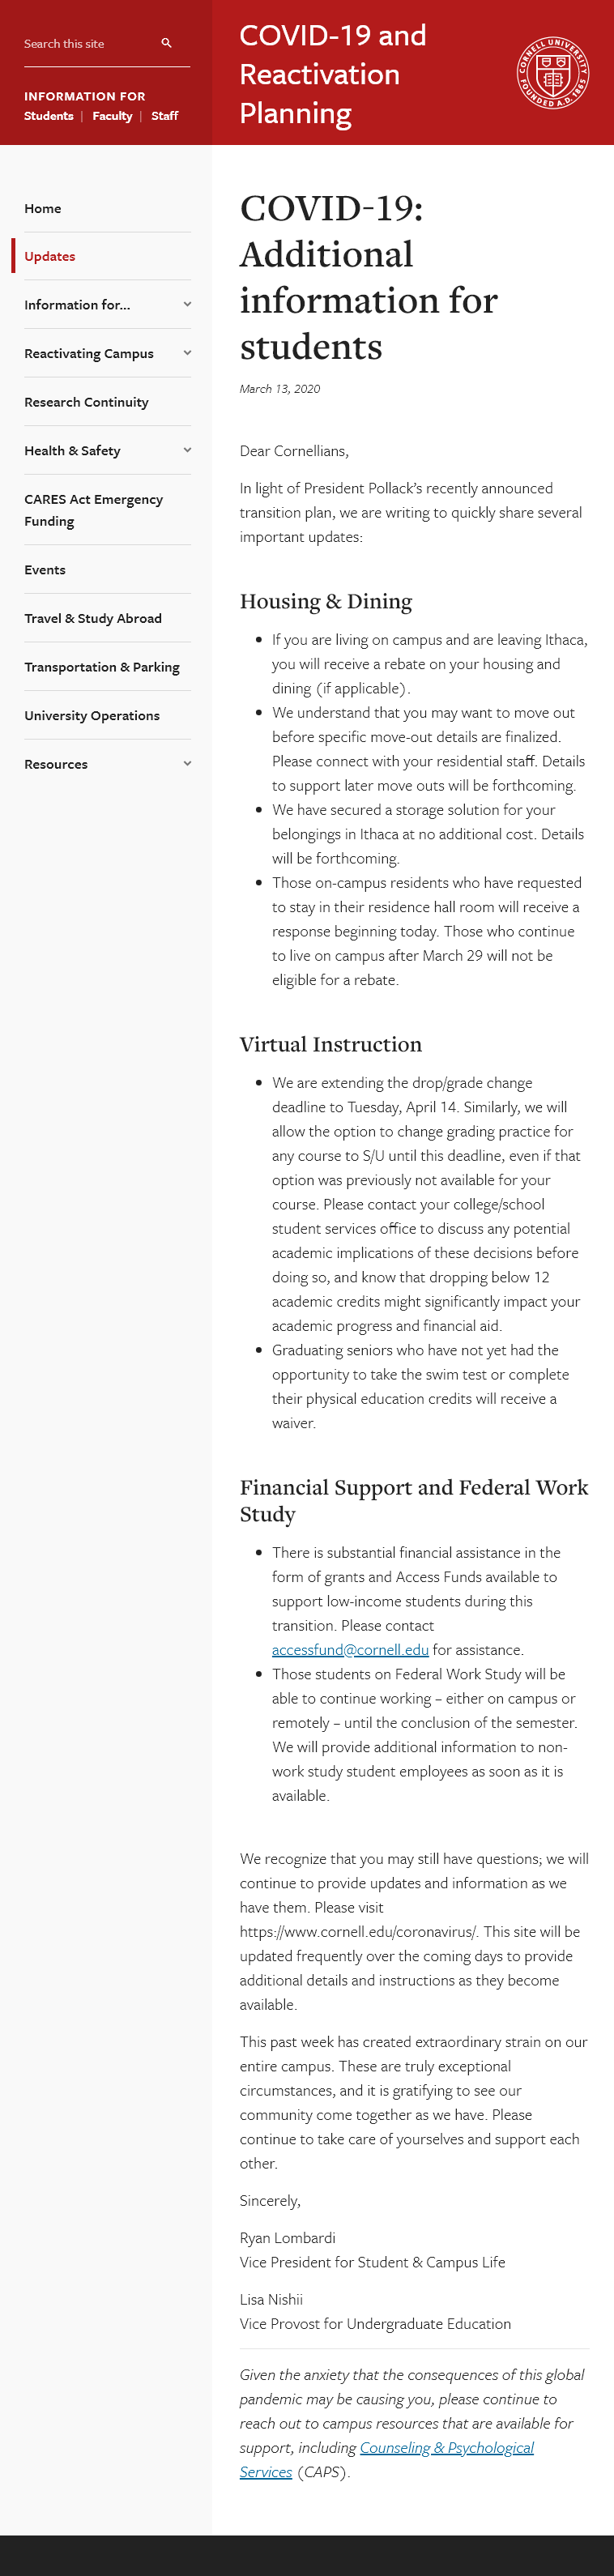 Search this site
INFORMATION FOR
Students | Faculty | Staff
COVID-19 and
Reactivation
Planning
CORNELL UNIVERSITY
FOUNDED A.D. 1865
Home
Updates
Information for...
Reactivating Campus
Research Continuity
Health & Safety
CARES Act Emergency
Funding
Events
Travel & Study Abroad
Transportation & Parking
University Operations
Resources
COVID-19:
Additional
information for
students
March 13, 2020
Dear Cornellians,
In light of President Pollack’s recently announced
transition plan, we are writing to quickly share several
important updates:
Housing & Dining
• If you are living on campus and are leaving Ithaca,
you will receive a rebate on your housing and
dining (if applicable).
• We understand that you may want to move out
before specific move-out details are finalized.
Please connect with your residential staff. Details
to support later move outs will be forthcoming.
• We have secured a storage solution for your
belongings in Ithaca at no additional cost. Details
will be forthcoming.
• Those on-campus residents who have requested
to stay in their residence hall room will receive a
response beginning today. Those who continue
to live on campus after March 29 will not be
eligible for a rebate.
Virtual Instruction
• We are extending the drop/grade change
deadline to Tuesday, April 14. Similarly, we will
allow the option to change grading practice for
any course to S/U until this deadline, even if that
option was previously not available for your
course. Please contact your college/school
student services office to discuss any potential
academic implications of these decisions before
doing so, and know that dropping below 12
academic credits might significantly impact your
academic progress and financial aid.
• Graduating seniors who have not yet had the
opportunity to take the swim test or complete
their physical education credits will receive a
waiver.
Financial Support and Federal Work
Study
• There is substantial financial assistance in the
form of grants and Access Funds available to
support low-income students during this
transition. Please contact
accessfund@cornell.edu for assistance.
• Those students on Federal Work Study will be
able to continue working – either on campus or
remotely – until the conclusion of the semester.
We will provide additional information to non-
work study student employees as soon as it is
available.
We recognize that you may still have questions; we will
continue to provide updates and information as we
have them. Please visit
https://www.cornell.edu/coronavirus/. This site will be
updated frequently over the coming days to provide
additional details and instructions as they become
available.
This past week has created extraordinary strain on our
entire campus. These are truly exceptional
circumstances, and it is gratifying to see our
community come together as we have. Please
continue to take care of yourselves and support each
other.
Sincerely,
Ryan Lombardi
Vice President for Student & Campus Life
Lisa Nishii
Vice Provost for Undergraduate Education
Given the anxiety that the consequences of this global
pandemic may be causing you, please continue to
reach out to campus resources that are available for
support, including Counseling & Psychological
Services (CAPS).